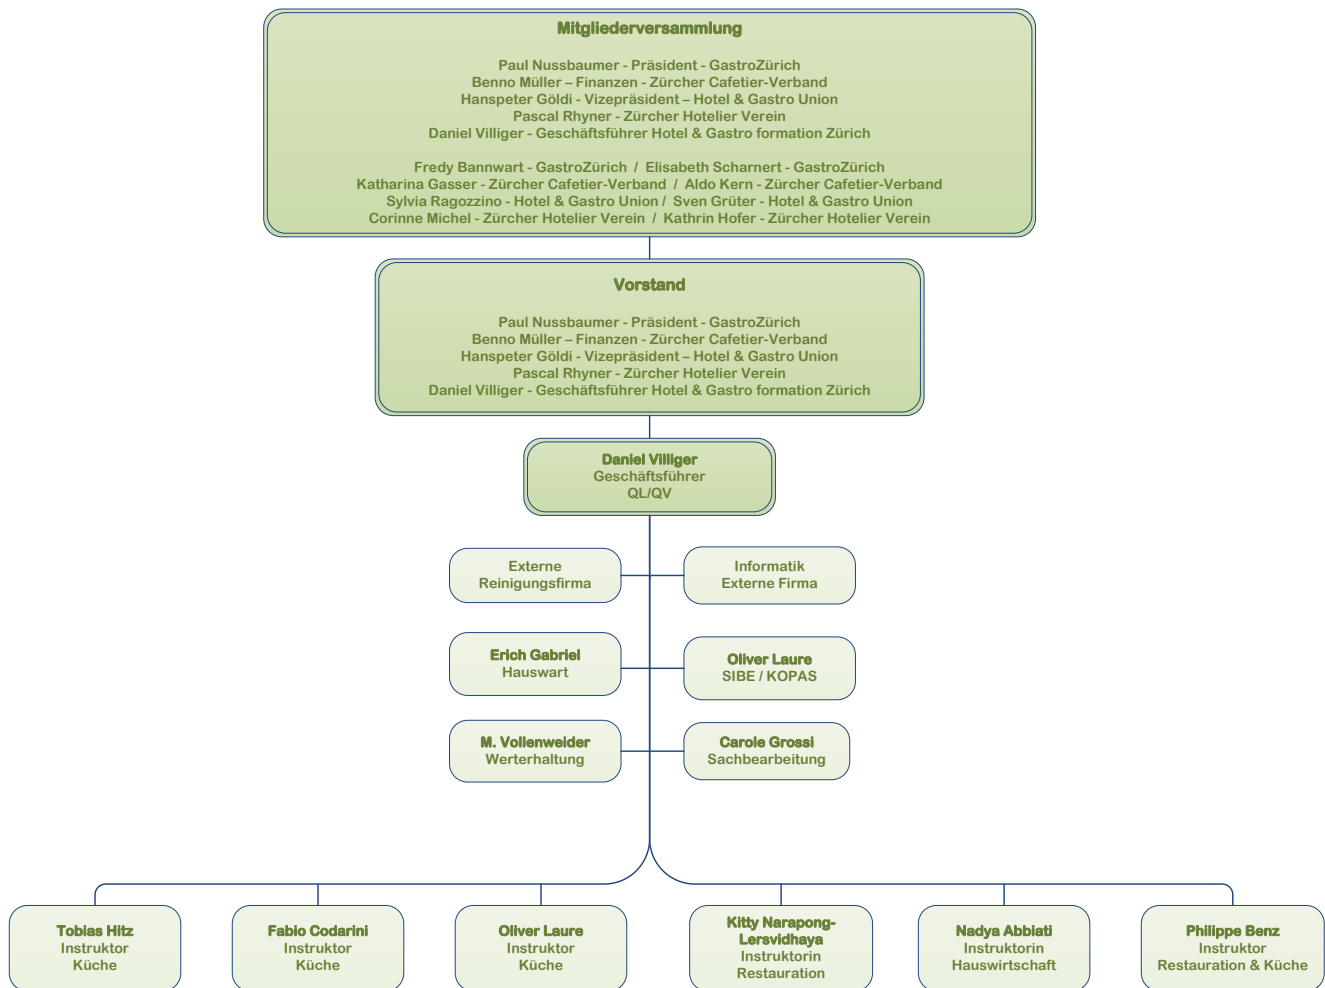 Mitgliederversammlung
Paul Nussbaumer - Präsident - GastroZürich
Benno Müller – Finanzen - Zürcher Cafetier-Verband
Hanspeter Göldi - Vizepräsident – Hotel & Gastro Union
Pascal Rhyner - Zürcher Hotelier Verein
Daniel Villiger - Geschäftsführer Hotel & Gastro formation Zürich
Fredy Bannwart - GastroZürich / Elisabeth Scharnert - GastroZürich
Katharina Gasser - Zürcher Cafetier-Verband / Aldo Kern - Zürcher Cafetier-Verband
Sylvia Ragozzino - Hotel & Gastro Union / Sven Grüter - Hotel & Gastro Union
Corinne Michel - Zürcher Hotelier Verein / Kathrin Hofer - Zürcher Hotelier Verein
Vorstand
Paul Nussbaumer - Präsident - GastroZürich
Benno Müller – Finanzen - Zürcher Cafetier-Verband
Hanspeter Göldi - Vizepräsident – Hotel & Gastro Union
Pascal Rhyner - Zürcher Hotelier Verein
Daniel Villiger - Geschäftsführer Hotel & Gastro formation Zürich
Daniel Villiger
Geschäftsführer
QL/QV
Externe
Reinigungsfirma
Informatik
Externe Firma
Erich Gabriel
Hauswart
Oliver Laure
SIBE / KOPAS
M. Vollenweider
Werterhaltung
Carole Grossi
Sachbearbeitung
Tobias Hitz
Instruktor
Küche
Fabio Codarini
Instruktor
Küche
Oliver Laure
Instruktor
Küche
Kitty Narapong-
Lersvidhaya
Instruktorin
Restauration
Nadya Abbiati
Instruktorin
Hauswirtschaft
Philippe Benz
Instruktor
Restauration & Küche